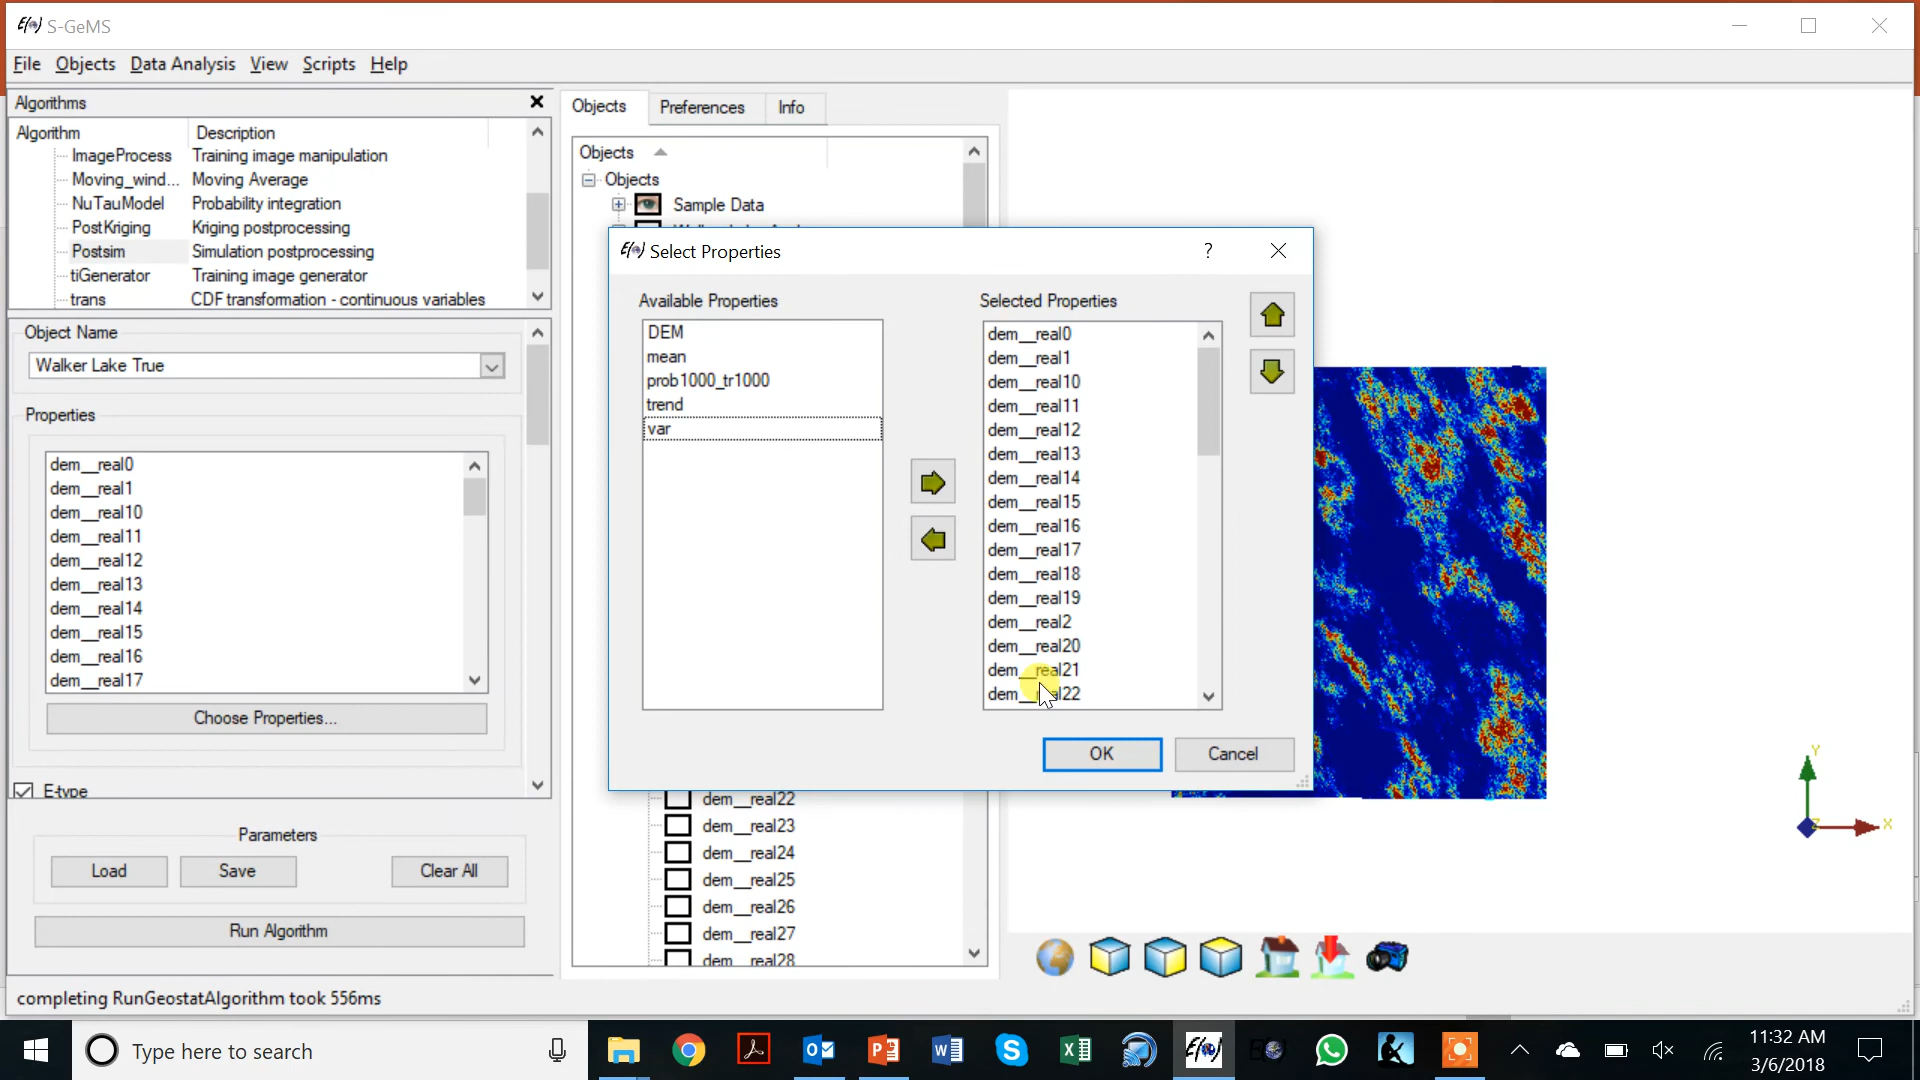 S-GeMS
File Objects Data Analysis View Scripts Help
Algorithms
Algorithm Description
ImageProcess Training image manipulation
Moving_wind... Moving Average
NuTauModel Probability integration
PostKriging Kriging postprocessing
Postsim Simulation postprocessing
tiGenerator Training image generator
trans CDF transformation - continuous variables
Object Name
Walker Lake True
Properties
dem__real0
dem__real1
dem__real10
dem__real11
dem__real12
dem__real13
dem__real14
dem__real15
dem__real16
dem__real17
Choose Properties...
E-type
Parameters
Load Save Clear All
Run Algorithm
completing RunGeostatAlgorithm took 556ms
Objects Preferences Info
Objects
Objects
Sample Data
Select Properties
?
Available Properties
DEM
mean
prob1000_tr1000
trend
var
Selected Properties
dem__real0
dem__real1
dem__real10
dem__real11
dem__real12
dem__real13
dem__real14
dem__real15
dem__real16
dem__real17
dem__real18
dem__real19
dem__real2
dem__real20
dem__real21
dem__real22
OK Cancel
dem__real22
dem__real23
dem__real24
dem__real25
dem__real26
dem__real27
dem__real28
Y
X
Type here to search
11:32 AM
3/6/2018